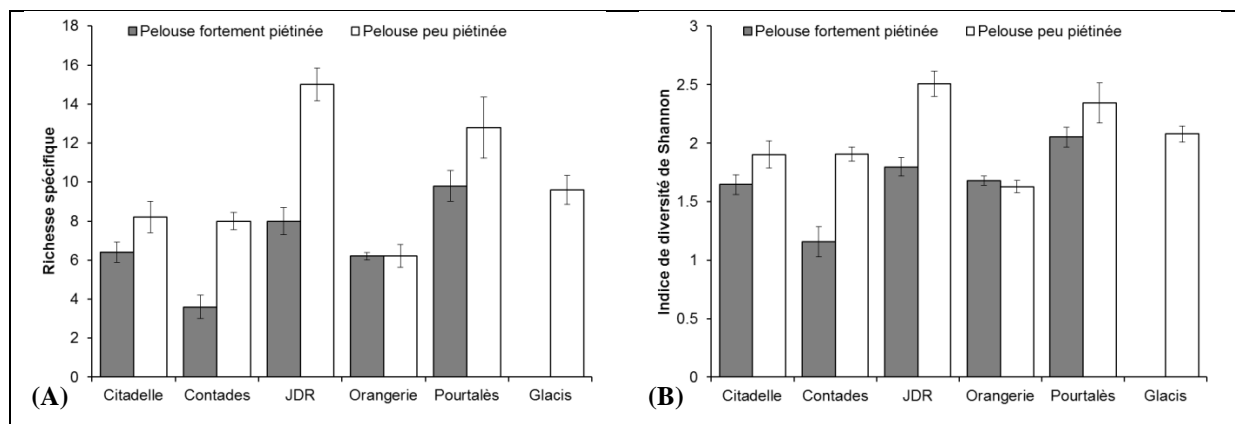 Pelouse fortement piétinée Pelouse peu piétinée
Richesse spécifique
18
16
14
12
10
8
6
4
2
0
Citadelle Contades JDR Orangerie Pourtalès Glacis
(A)
Pelouse fortement piétinée Pelouse peu piétinée
Indice de diversité de Shannon
3
2.5
2
1.5
1
0.5
0
Citadelle Contades JDR Orangerie Pourtalès Glacis
(B)